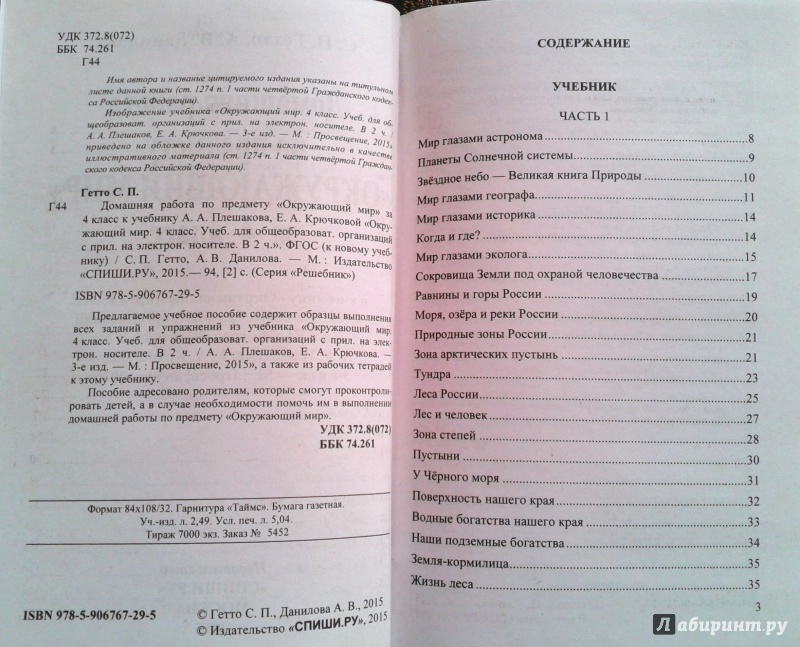 УДК 372.8(072)
ББК 74.261
Г44
Имя автора и название цитируемого издания указаны на титульном
листе данной книги (ст. 1274 п. 1 части четвёртой Гражданского кодек-
са Российской Федерации).
Изображение учебника «Окружающий мир. 4 класс. Учеб. для об-
щеобразоват. организаций с прил. на электрон. носителе. В 2 ч. /
А. А. Плешаков, Е. А. Крючкова. — 3-е изд. — М. : Просвещение, 2015»
приведено на обложке данного издания исключительно в качестве
иллюстративного материала (ст. 1274 п. 1 части четвёртой Граждан-
ского кодекса Российской Федерации).
Гетто С. П.
Г44 Домашняя работа по предмету «Окружающий мир» за
4 класс к учебнику А. А. Плешакова, Е. А. Крючковой «Окру-
жающий мир. 4 класс. Учеб. для общеобразоват. организаций
с прил. на электрон. носителе. В 2 ч.». ФГОС (к новому учеб-
нику) / С. П. Гетто, А. В. Данилова. — М. : Издательство
«СПИШИ.РУ», 2015.— 94, [2] с. (Серия «Решебник»)
ISBN 978-5-906767-29-5
Предлагаемое учебное пособие содержит образцы выполнения
всех заданий и упражнений из учебника «Окружающий мир.
4 класс. Учеб. для общеобразоват. организаций с прил. на элек-
трон. носителе. В 2 ч. / А. А. Плешаков, Е. А. Крючкова. —
3-е изд. — М. : Просвещение, 2015», а также из рабочих тетрадей
к этому учебнику.
Пособие адресовано родителям, которые смогут проконтроли-
ровать детей, а в случае необходимости помочь им в выполнении
домашней работы по предмету «Окружающий мир».
УДК 372.8(072)
ББК 74.261
Формат 84x108/32. Гарнитура «Таймс». Бумага газетная.
Уч.-изд. л. 2,49. Усл. печ. л. 5,04.
Тираж 7000 экз. Заказ № 5452
ISBN 978-5-906767-29-5
© Гетто С. П., Данилова А. В., 2015
© Издательство «СПИШИ.РУ», 2015
СОДЕРЖАНИЕ
УЧЕБНИК
ЧАСТЬ 1
Мир глазами астронома 8
Планеты Солнечной системы 9
Звёздное небо — Великая книга Природы 10
Мир глазами географа 11
Мир глазами историка 14
Когда и где? 14
Мир глазами эколога 15
Сокровища Земли под охраной человечества 17
Равнины и горы России 19
Моря, озёра и реки России 20
Природные зоны России 21
Зона арктических пустынь 21
Тундра 23
Леса России 25
Лес и человек 27
Зона степей 28
Пустыни 30
У Чёрного моря 31
Поверхность нашего края 32
Водные богатства нашего края 33
Наши подземные богатства 34
Земля-кормилица 35
Жизнь леса 35
3
Лабиринт.ру